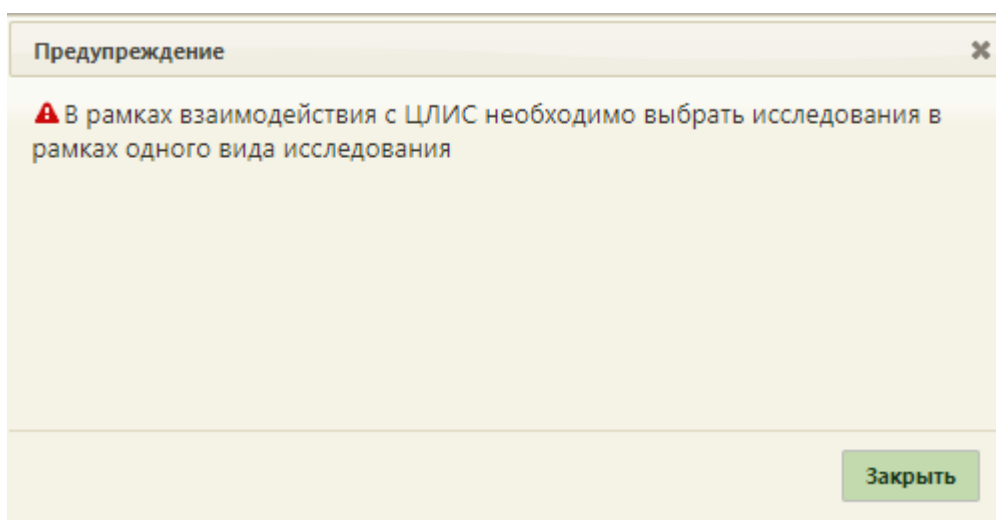 Предупреждение
В рамках взаимодействия с ЦЛИС необходимо выбрать исследования в
рамках одного вида исследования
Закрыть